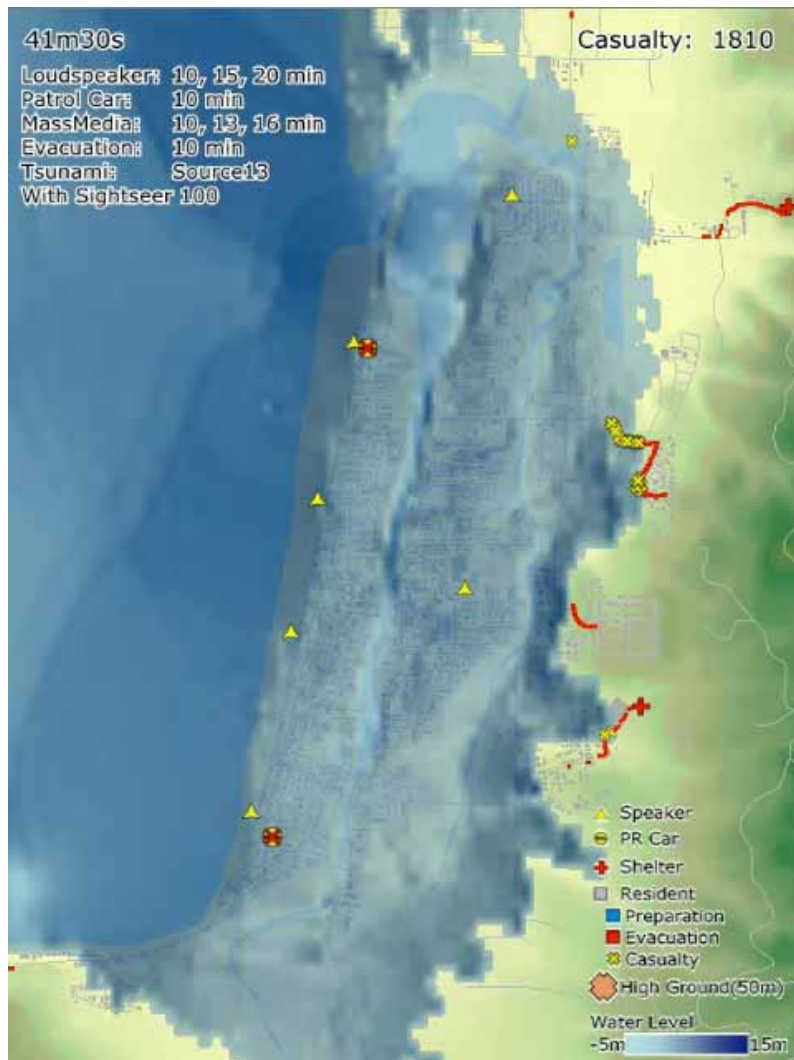 41m30s
Casualty: 1810
Loudspeaker: 10, 15, 20 min
Patrol Car: 10 min
MassMedia: 10, 13, 16 min
Evacuation: 10 min
Tsunami: Source13
With Sightseer 100
Speaker
PR Car
Shelter
Resident
Preparation
Evacuation
Casualty
High Ground(50m)
Water Level
-5m 15m